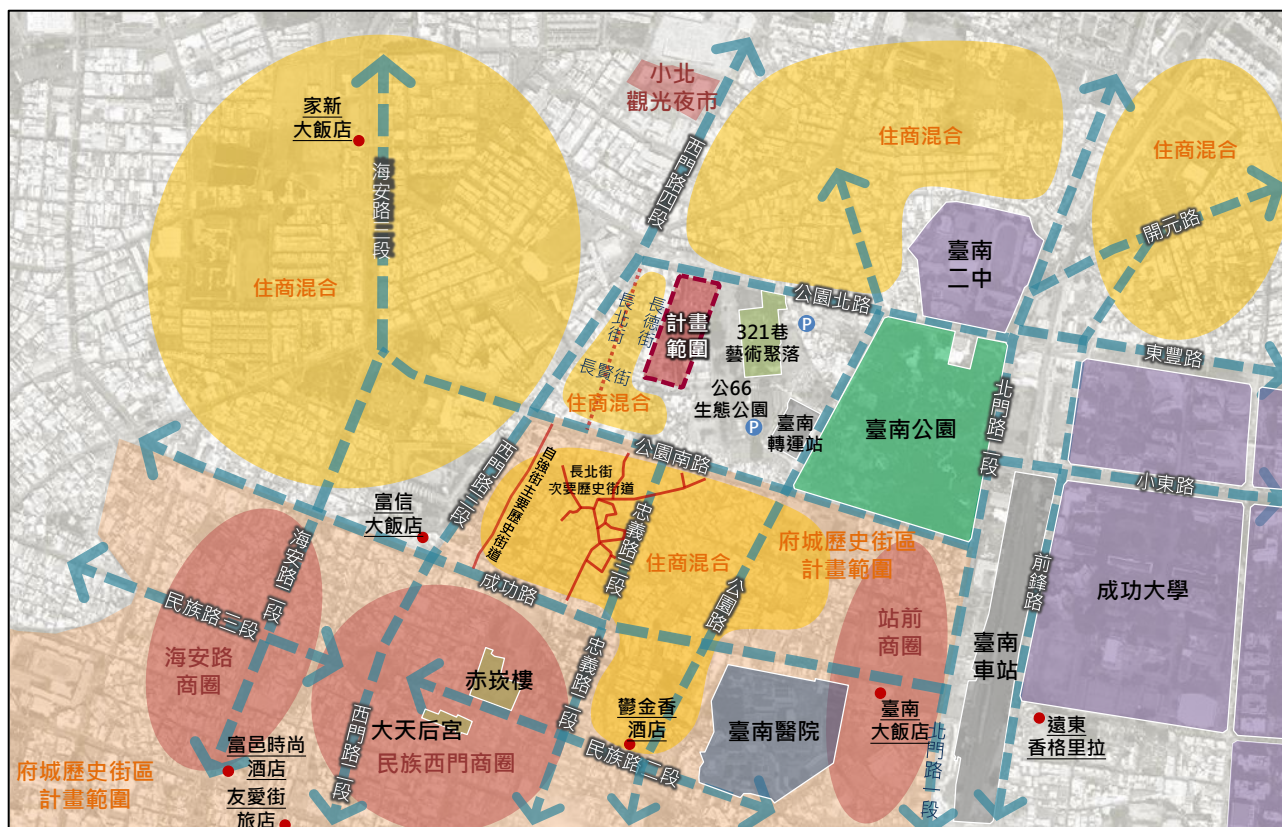 小北
觀光夜市
家新
大飯店
住商混合
住商混合
西門路四段
海安路三段
開元路
臺南
二中
住商混合
公園北路
長北街
長德街
計畫
範圍
321巷
藝術聚落
P
東豐路
長賢街
住商混合
公66
生態公園
P
臺南
轉運站
臺南公園
北門路二段
公園南路
小東路
西門路三段
自強街主要歷史街道
長北街
次要歷史街道
富信
大飯店
忠義路三段
住商混合
府城歷史街區
計畫範圍
前鋒路
成功大學
海安路二段
成功路
公園路
民族路三段
海安路
商圈
站前
商圈
臺南
車站
赤崁樓
忠義路二段
大天后宮
民族西門商圈
鬱金香
酒店
臺南醫院
臺南
大飯店
遠東
香格里拉
西門路二段
民族路二段
北門路一段
富邑時尚
酒店
府城歷史街區
計畫範圍
友愛街
旅店